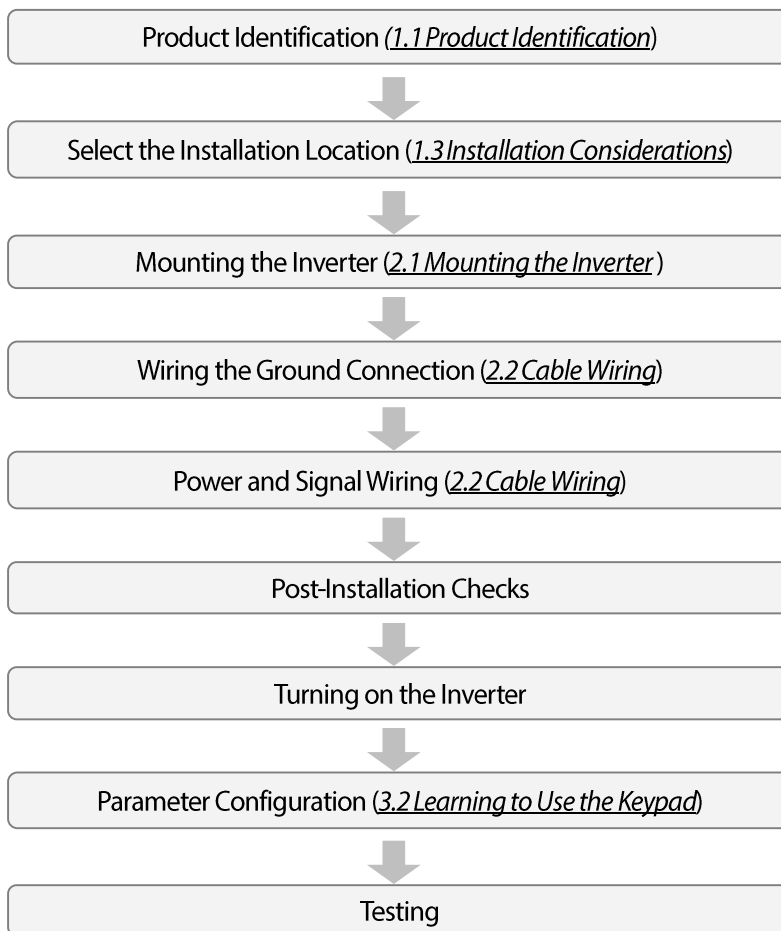 Product Identification (1.1 Product Identification)
Select the Installation Location (1.3 Installation Considerations)
Mounting the Inverter (2.1 Mounting the Inverter )
Wiring the Ground Connection (2.2 Cable Wiring)
Power and Signal Wiring (2.2 Cable Wiring)
Post-Installation Checks
Turning on the Inverter
Parameter Configuration (3.2 Learning to Use the Keypad)
Testing